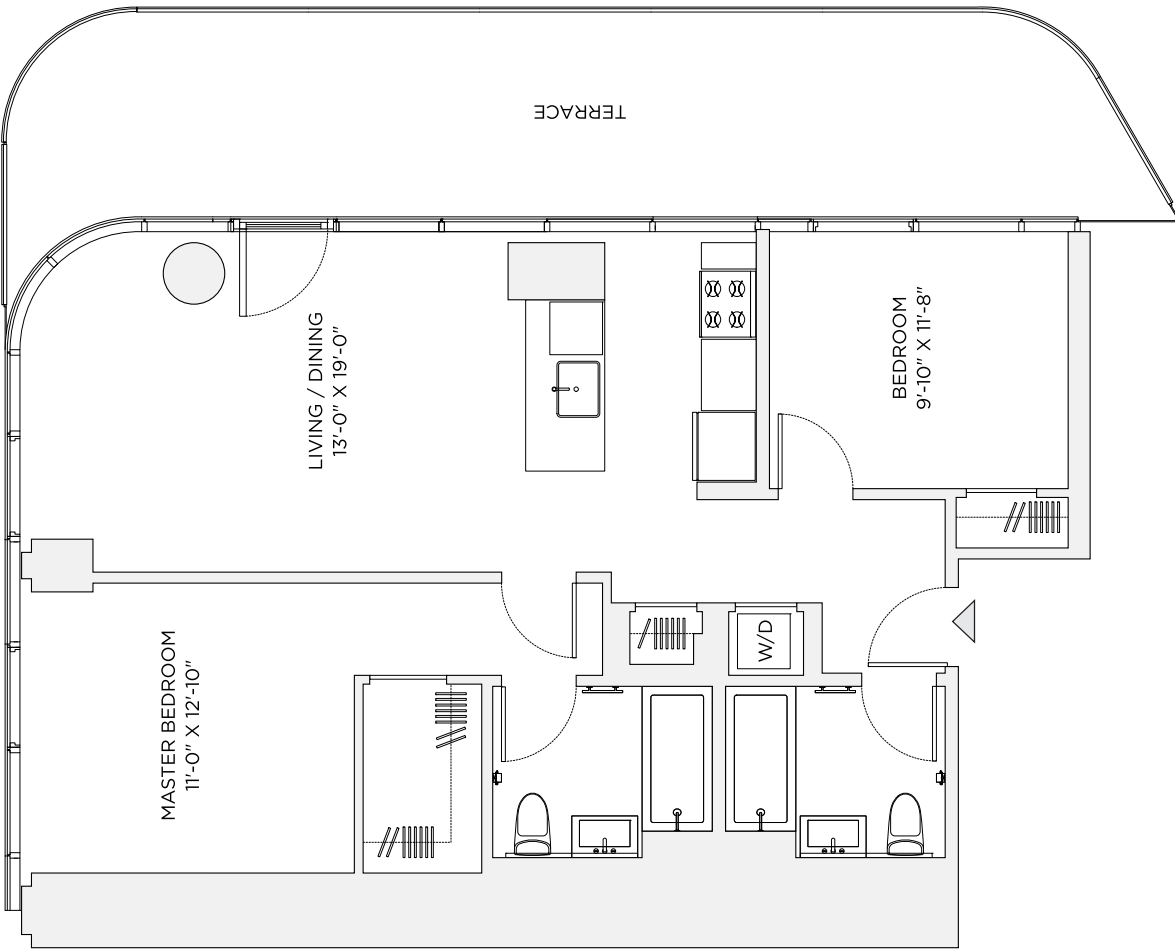 TERRACE
LIVING / DINING
13'-0" X 19'-0"
BEDROOM
9'-10" X 11'-8"
W/D
MASTER BEDROOM
11'-0" X 12'-10"